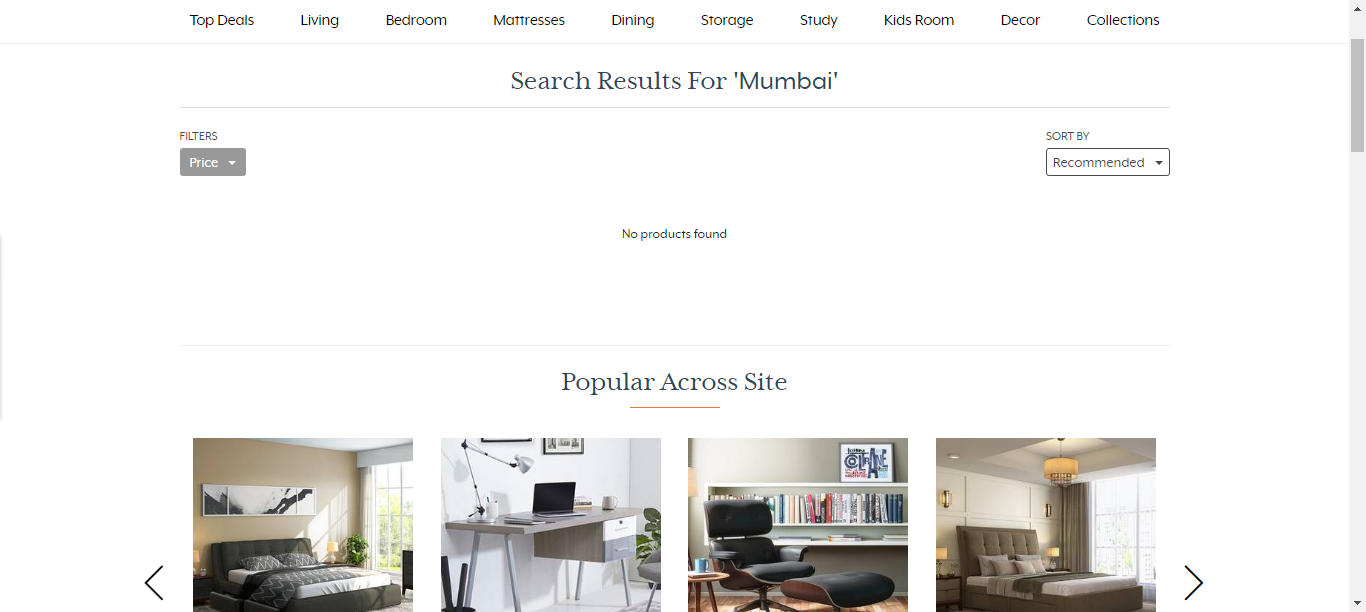 Top Deals Living Bedroom Mattresses Dining Storage Study Kids Room Decor Collections
Search Results For 'Mumbai'
FILTERS SORT BY
Price Recommended
No products found
Popular Across Site